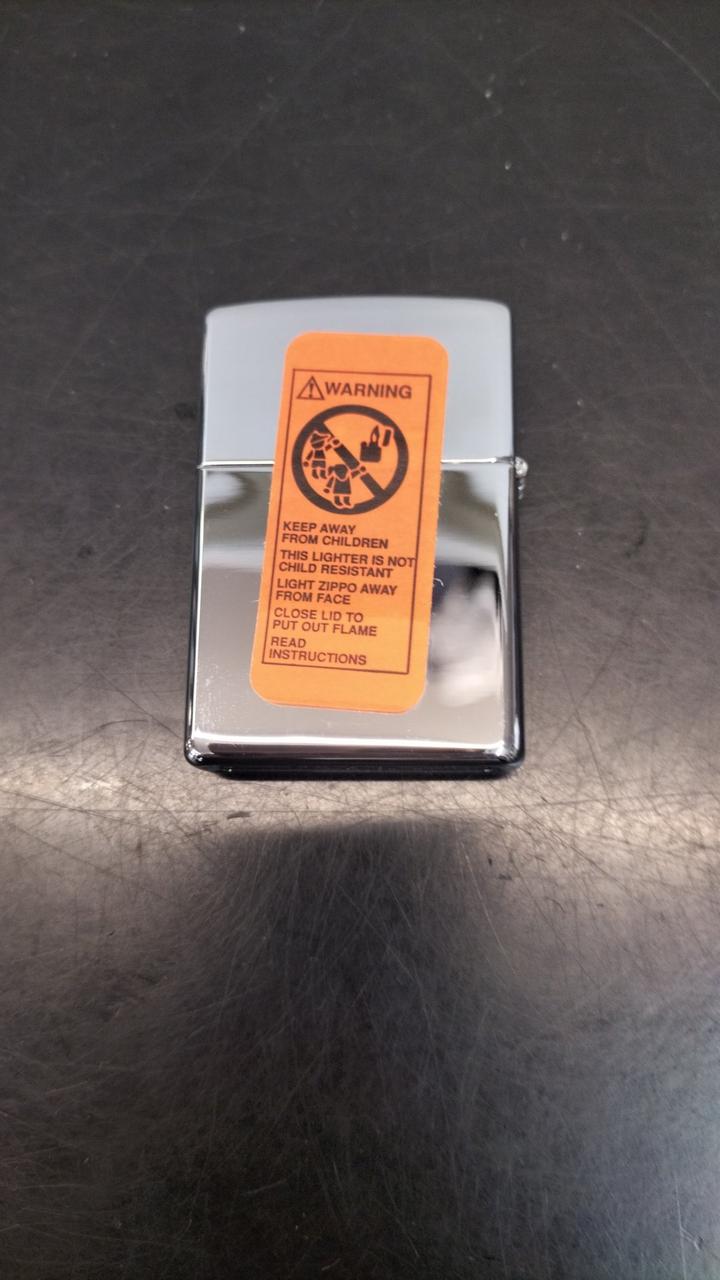 WARNING
KEEP AWAY
FROM CHILDREN
THIS LIGHTER IS NOT
CHILD RESISTANT
LIGHT ZIPPO AWAY
FROM FACE
CLOSE LID TO
PUT OUT FLAME
READ
INSTRUCTIONS